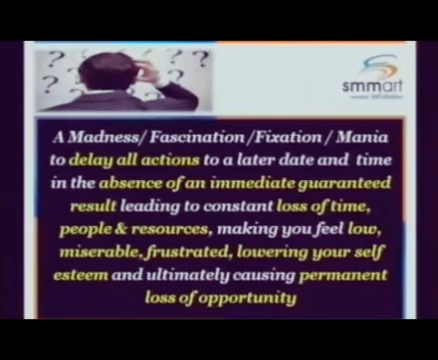 smmart
A Madness/ Fascination /Fixation / Mania
to delay all actions to a later date and time
in the absence of an immediate guaranteed
result leading to constant loss of time,
people & resources, making you feel low,
miserable, frustrated, lowering your self
esteem and ultimately causing permanent
loss of opportunity